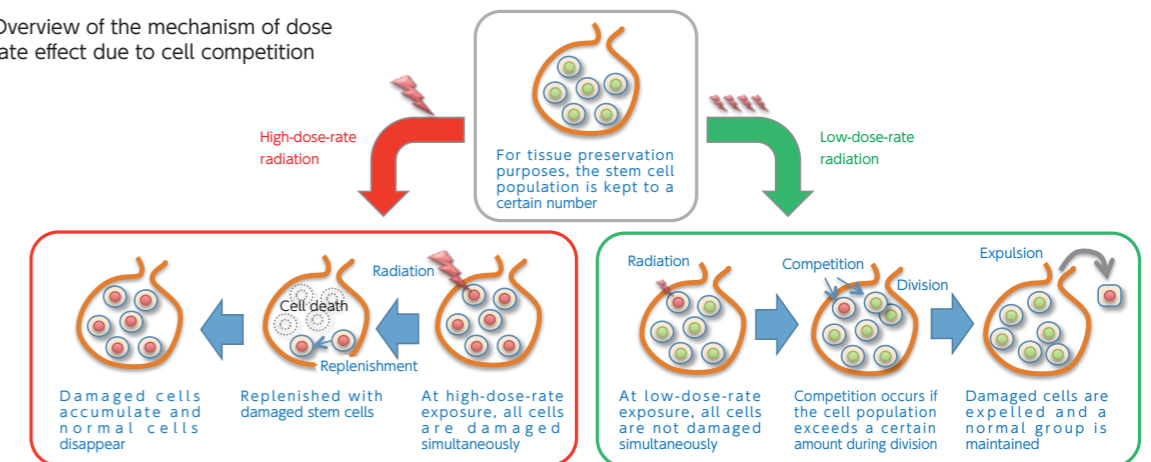 Overview of the mechanism of dose
rate effect due to cell competition
High-dose-rate
radiation
For tissue preservation
purposes, the stem cell
population is kept to a
certain number
Low-dose-rate
radiation
Cell death
Replenishment
Radiation
Damaged cells
accumulate and
normal cells
disappear
Replenished with
damaged stem cells
At high-dose-rate
exposure, all cells
are damaged
simultaneously
Radiation
Competition
Division
Expulsion
At low-dose-rate
exposure, all cells
are not damaged
simultaneously
Competition occurs if
the cell population
exceeds a certain
amount during division
Damaged cells are
expelled and a
normal group is
maintained